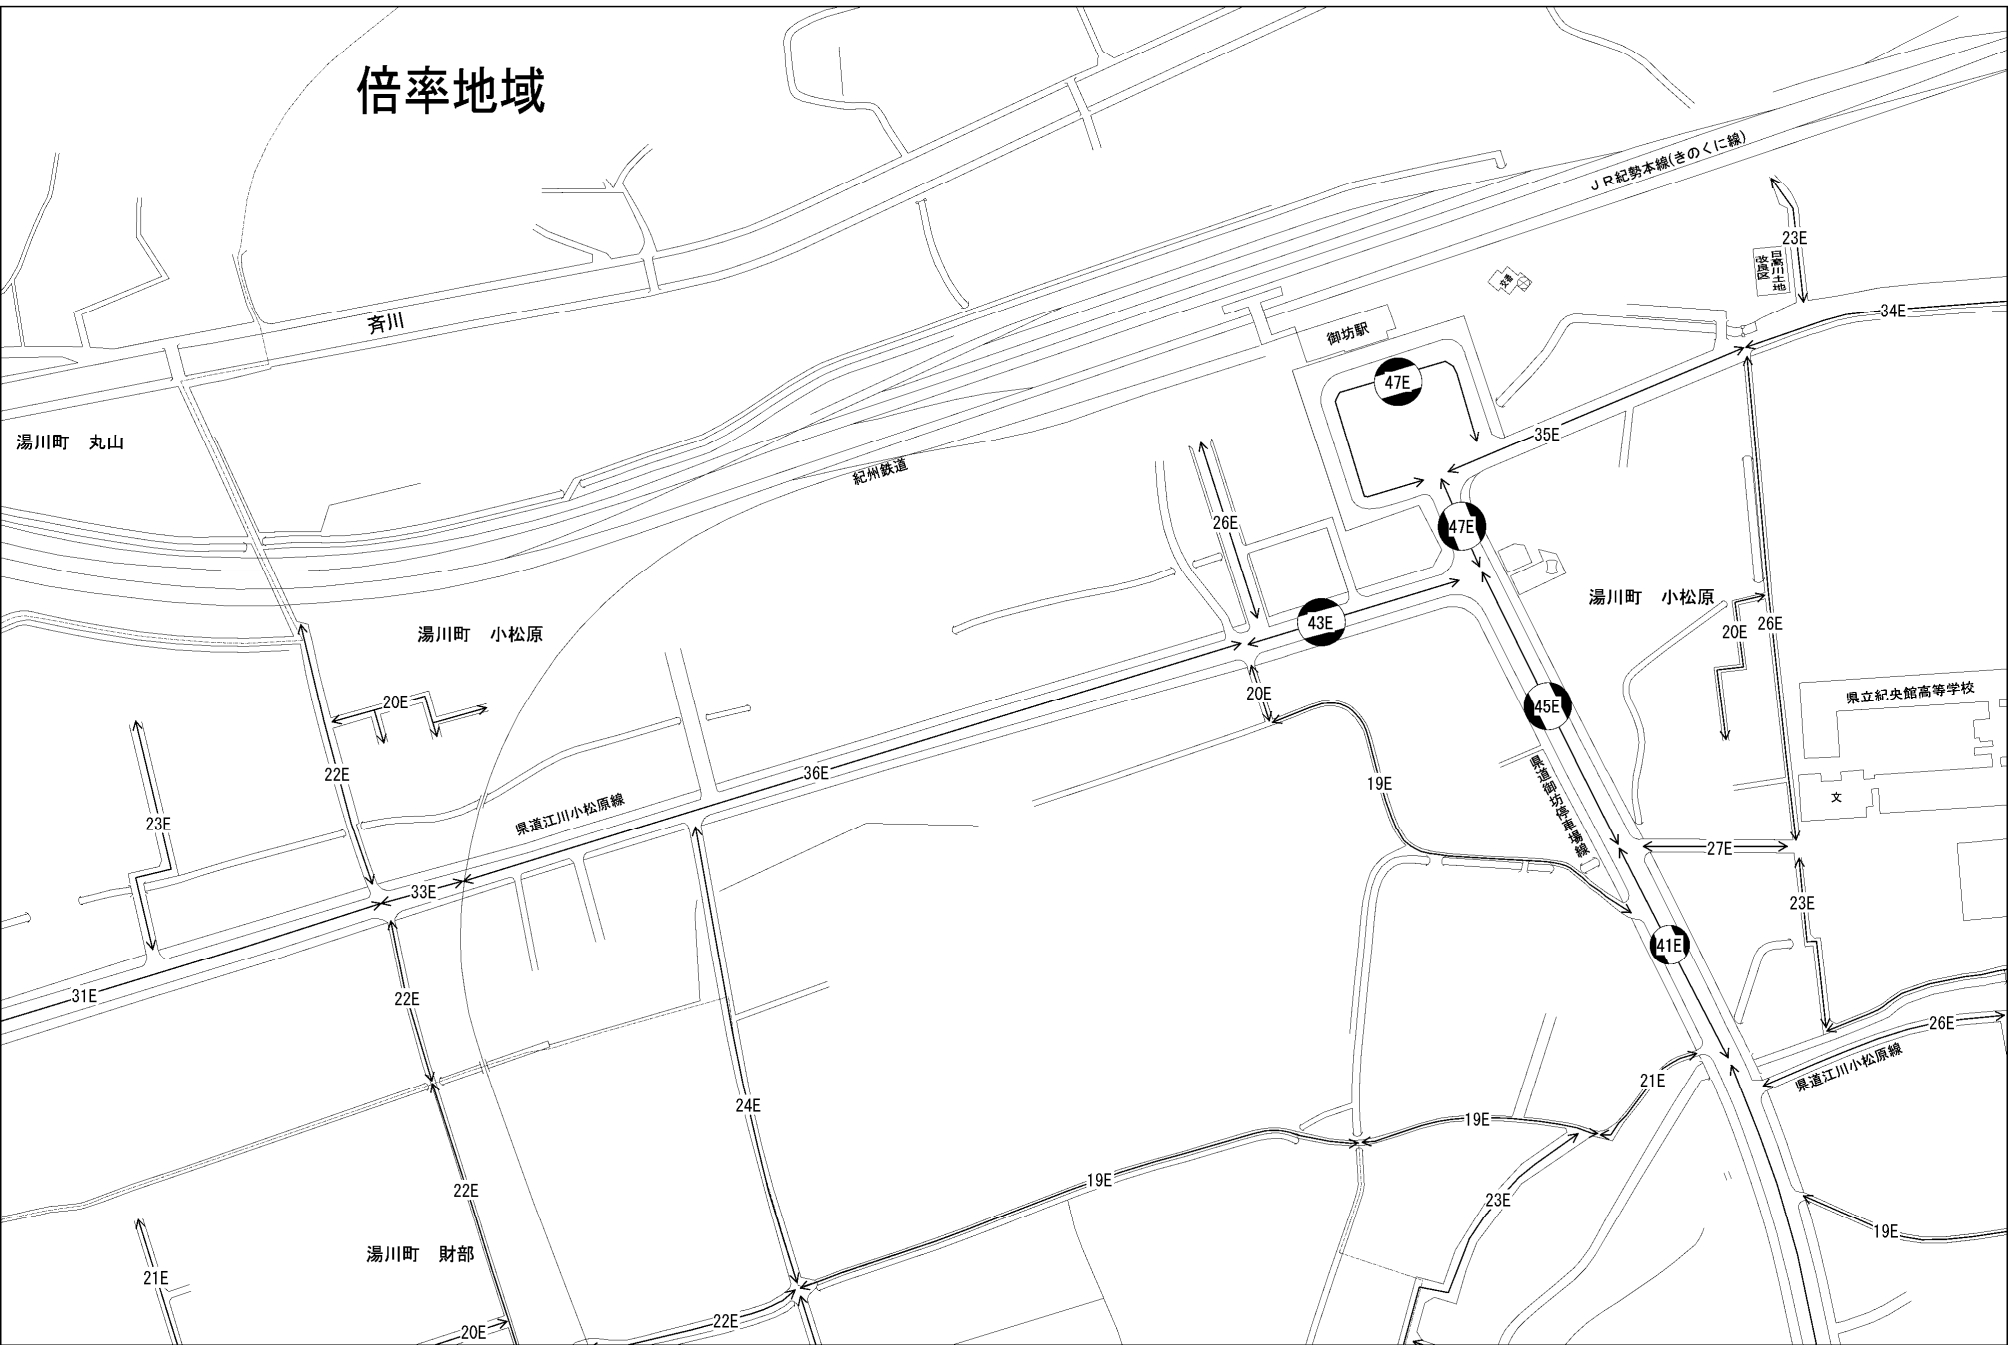 倍率地域
JR紀勢本線(きのくに線)
23E
日高川土地
改良区
交番
34E
斉川
御坊駅
47E
湯川町　丸山
35E
紀州鉄道
26E
47E
湯川町　小松原
43E
湯川町　小松原
20E
26E
20E
県立紀央館高等学校
20E
45E
22E
36E
19E
県道御坊停車場線
文
23E
県道江川小松原線
27E
33E
23E
41E
31E
22E
26E
県道江川小松原線
21E
24E
19E
22E
19E
23E
19E
湯川町　財部
21E
22E
20E